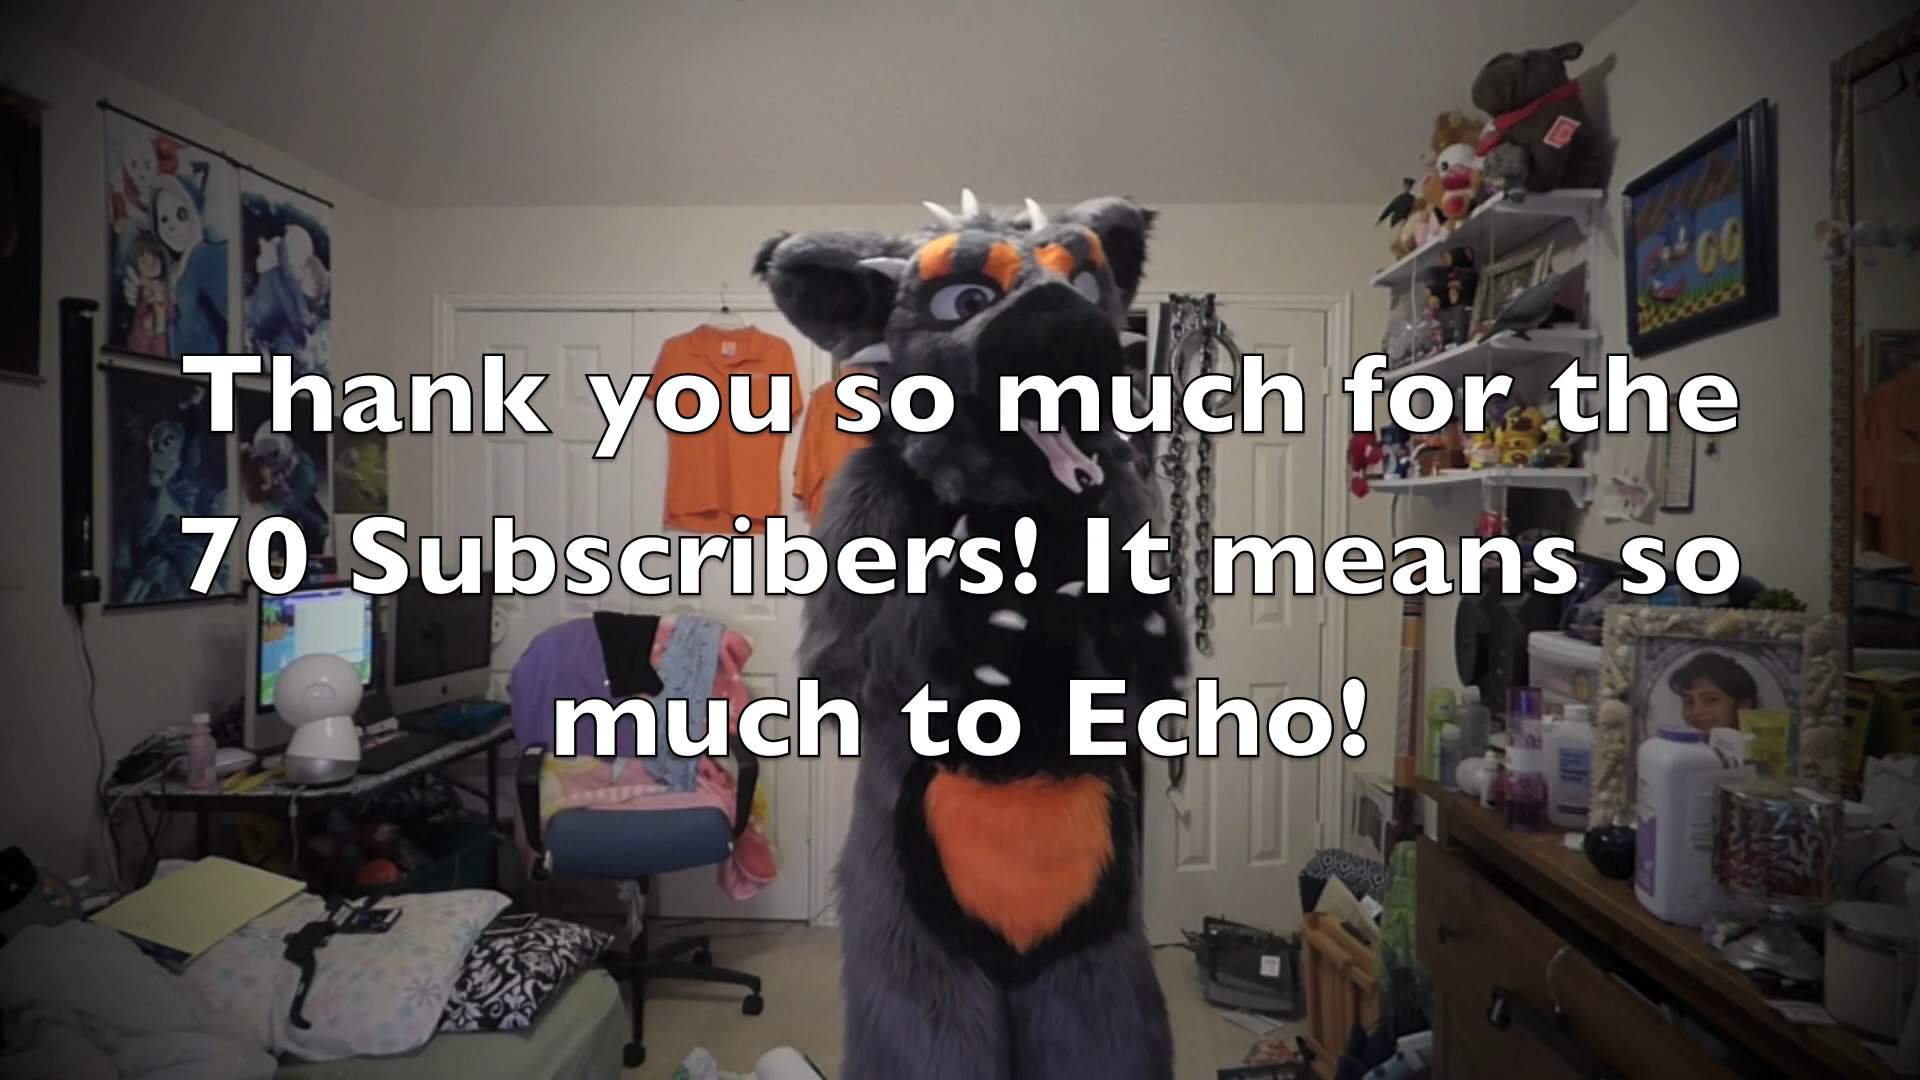 Thank you so much for the
70 Subscribers! It means so
much to Echo!